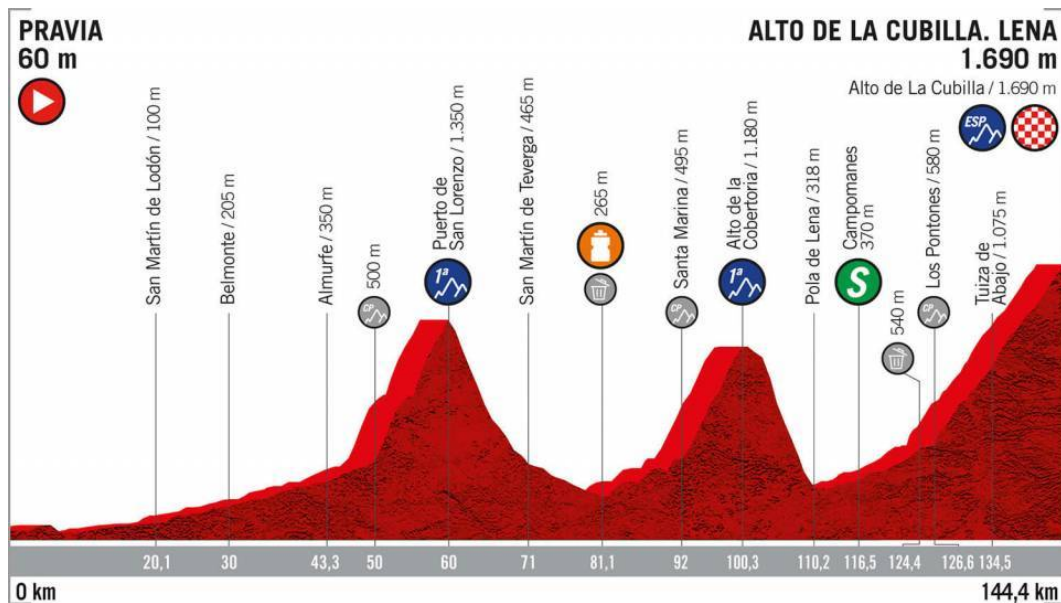 PRAVIA
60 m
ALTO DE LA CUBILLA. LENA
1.690 m
Alto de La Cubilla / 1.690 m
ESP
San Martín de Lodón / 100 m
Belmonte / 205 m
Almurfe / 350 m
500 m
CP
Puerto de
San Lorenzo / 1.350 m
1ª
San Martín de Teverga / 465 m
265 m
Santa Marina / 495 m
CP
Alto de la
Cobertoria / 1.180 m
1ª
Pola de Lena / 318 m
Campomanes
370 m
S
540 m
Los Pontones / 580 m
CP
Tuiza de
Abajo / 1.075 m
20,1 30 43,3 50 60 71 81,1 92 100,3 110,2 116,5 124,4 126,6 134,5
0 km 144,4 km